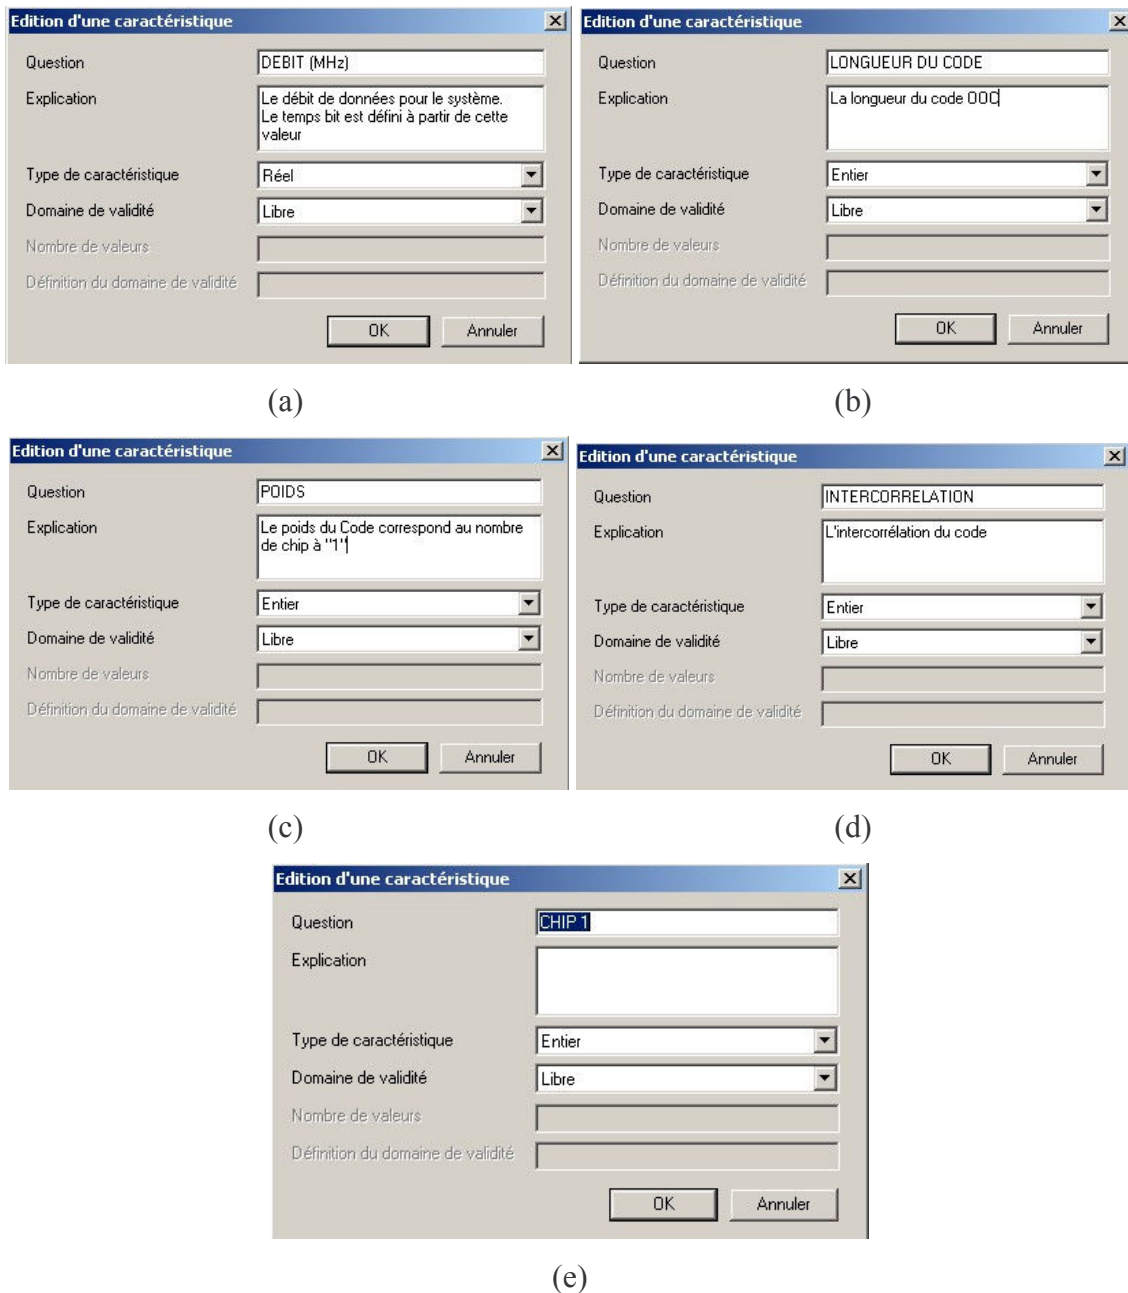 Edition d'une caractéristique
Question
DEBIT (MHz)
Explication
Le débit de données pour le système.
Le temps bit est défini à partir de cette
valeur
Type de caractéristique
Réel
Domaine de validité
Libre
Nombre de valeurs
Définition du domaine de validité
OK
Annuler
(a)
Edition d'une caractéristique
Question
LONGUEUR DU CODE
Explication
La longueur du code OOC
Type de caractéristique
Entier
Domaine de validité
Libre
Nombre de valeurs
Définition du domaine de validité
OK
Annuler
(b)
Edition d'une caractéristique
Question
POIDS
Explication
Le poids du Code correspond au nombre
de chip à "1"
Type de caractéristique
Entier
Domaine de validité
Libre
Nombre de valeurs
Définition du domaine de validité
OK
Annuler
(c)
Edition d'une caractéristique
Question
INTERCORRELATION
Explication
L'intercorrélation du code
Type de caractéristique
Entier
Domaine de validité
Libre
Nombre de valeurs
Définition du domaine de validité
OK
Annuler
(d)
Edition d'une caractéristique
Question
CHIP 1
Explication
Type de caractéristique
Entier
Domaine de validité
Libre
Nombre de valeurs
Définition du domaine de validité
OK
Annuler
(e)